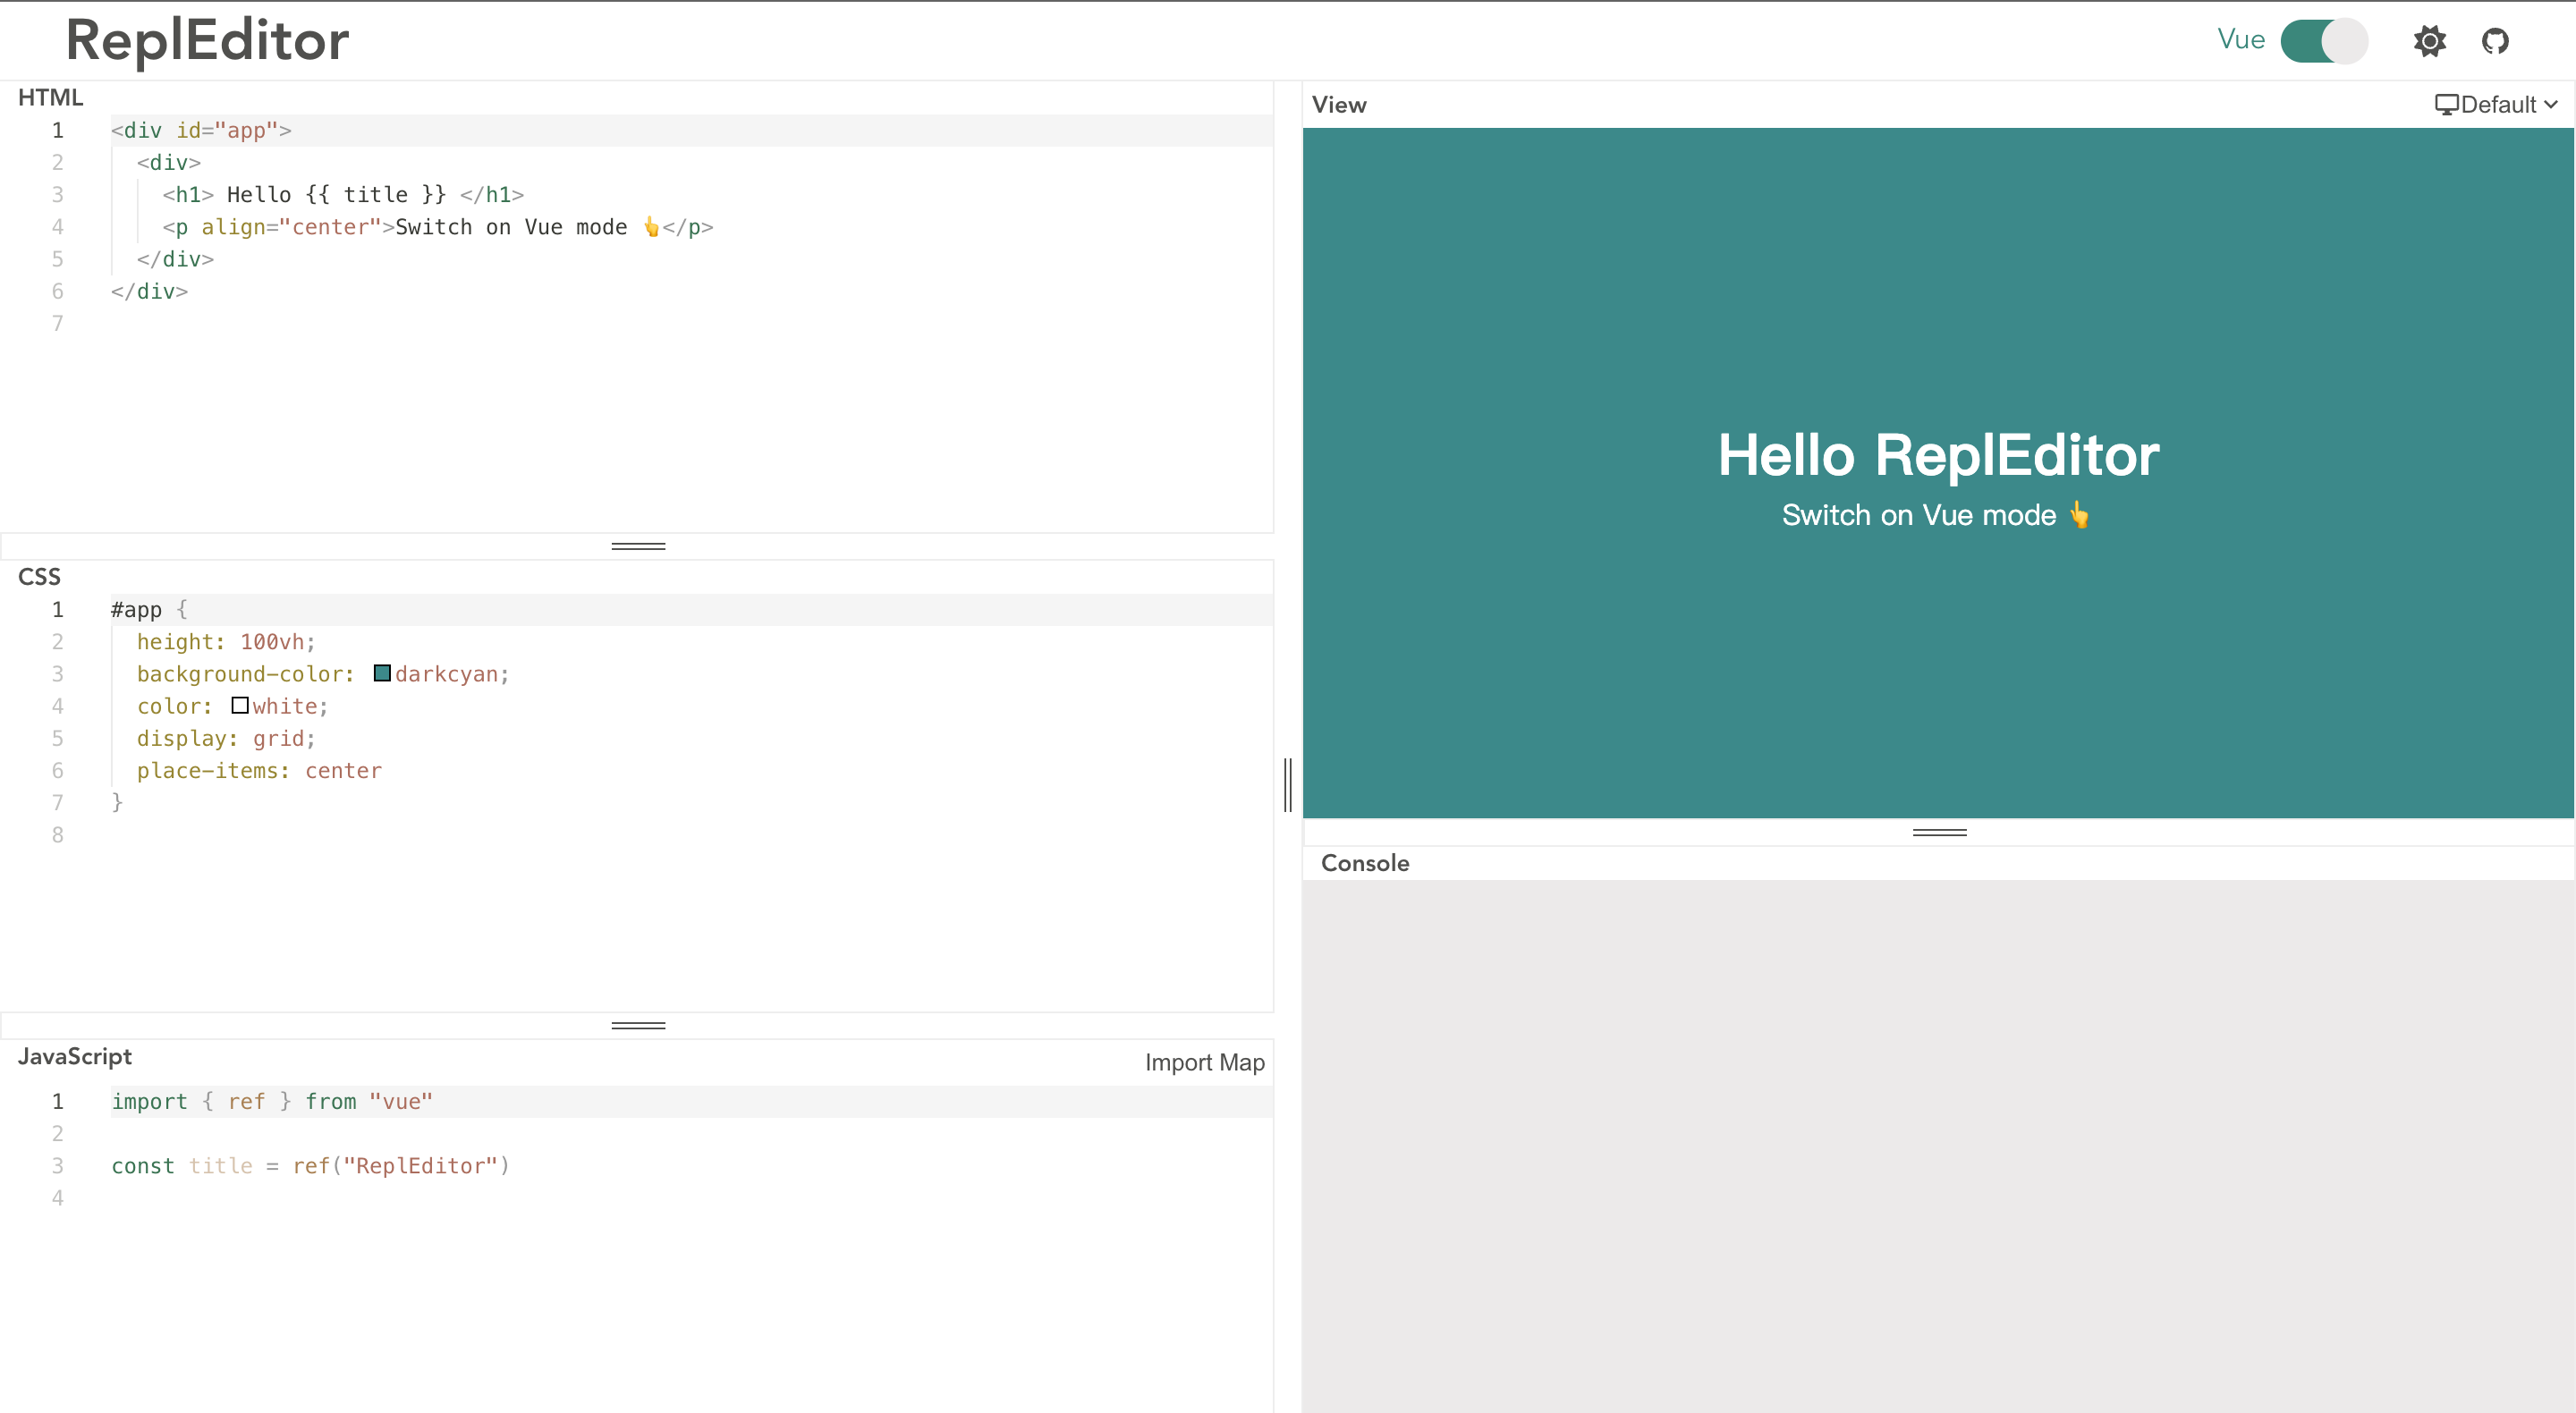 ReplEditor
Vue
HTML
1 <div id="app">
2   <div>
3     <h1> Hello {{ title }} </h1>
4     <p align="center">Switch on Vue mode 👆</p>
5   </div>
6 </div>
7
CSS
1 #app {
2   height: 100vh;
3   background-color: darkcyan;
4   color: white;
5   display: grid;
6   place-items: center
7 }
8
JavaScript
Import Map
1 import { ref } from "vue"
2
3 const title = ref("ReplEditor")
4
View
Default
Hello ReplEditor
Switch on Vue mode 👆
Console